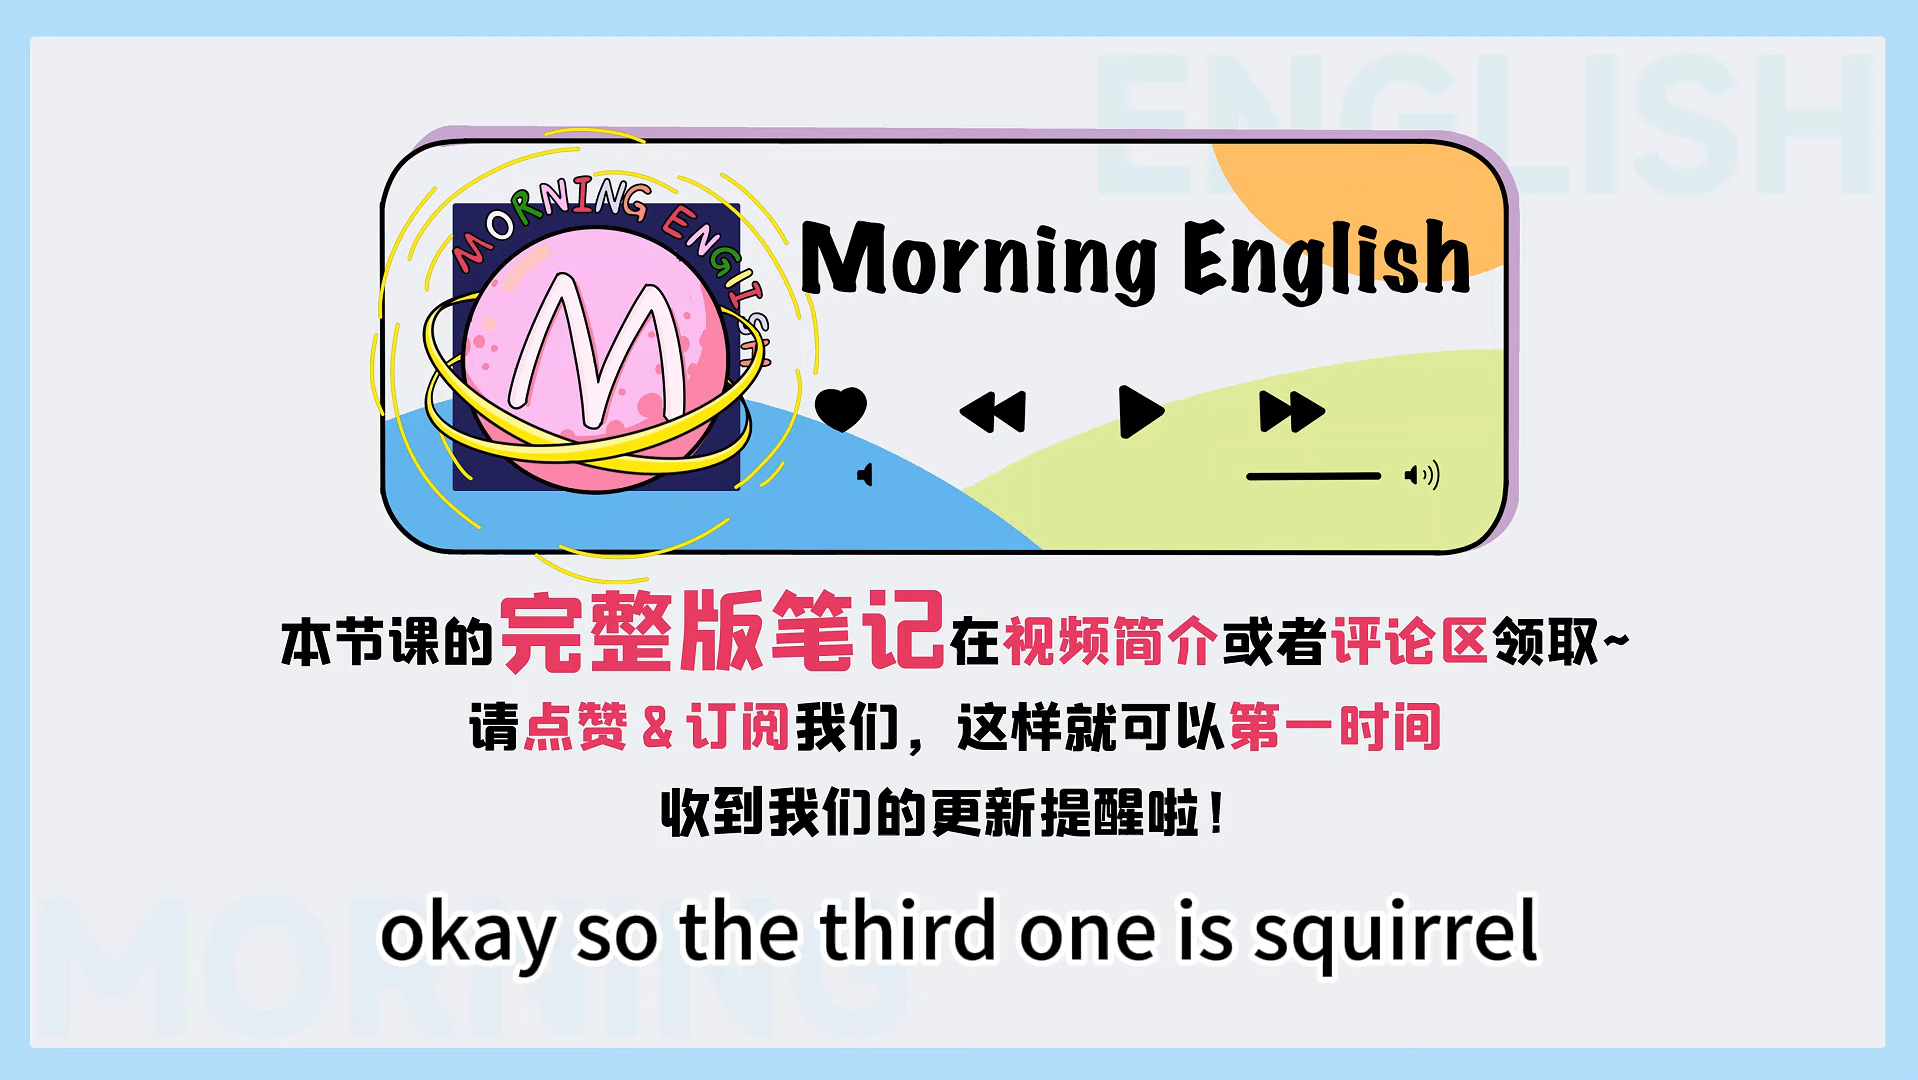 ENGLISH
MORNING ENGlISH
M
Morning English
本节课的完整版笔记在视频简介或者评论区领取~
请点赞&订阅我们，这样就可以第一时间
收到我们的更新提醒啦！
MORNING
okay so the third one is squirrel